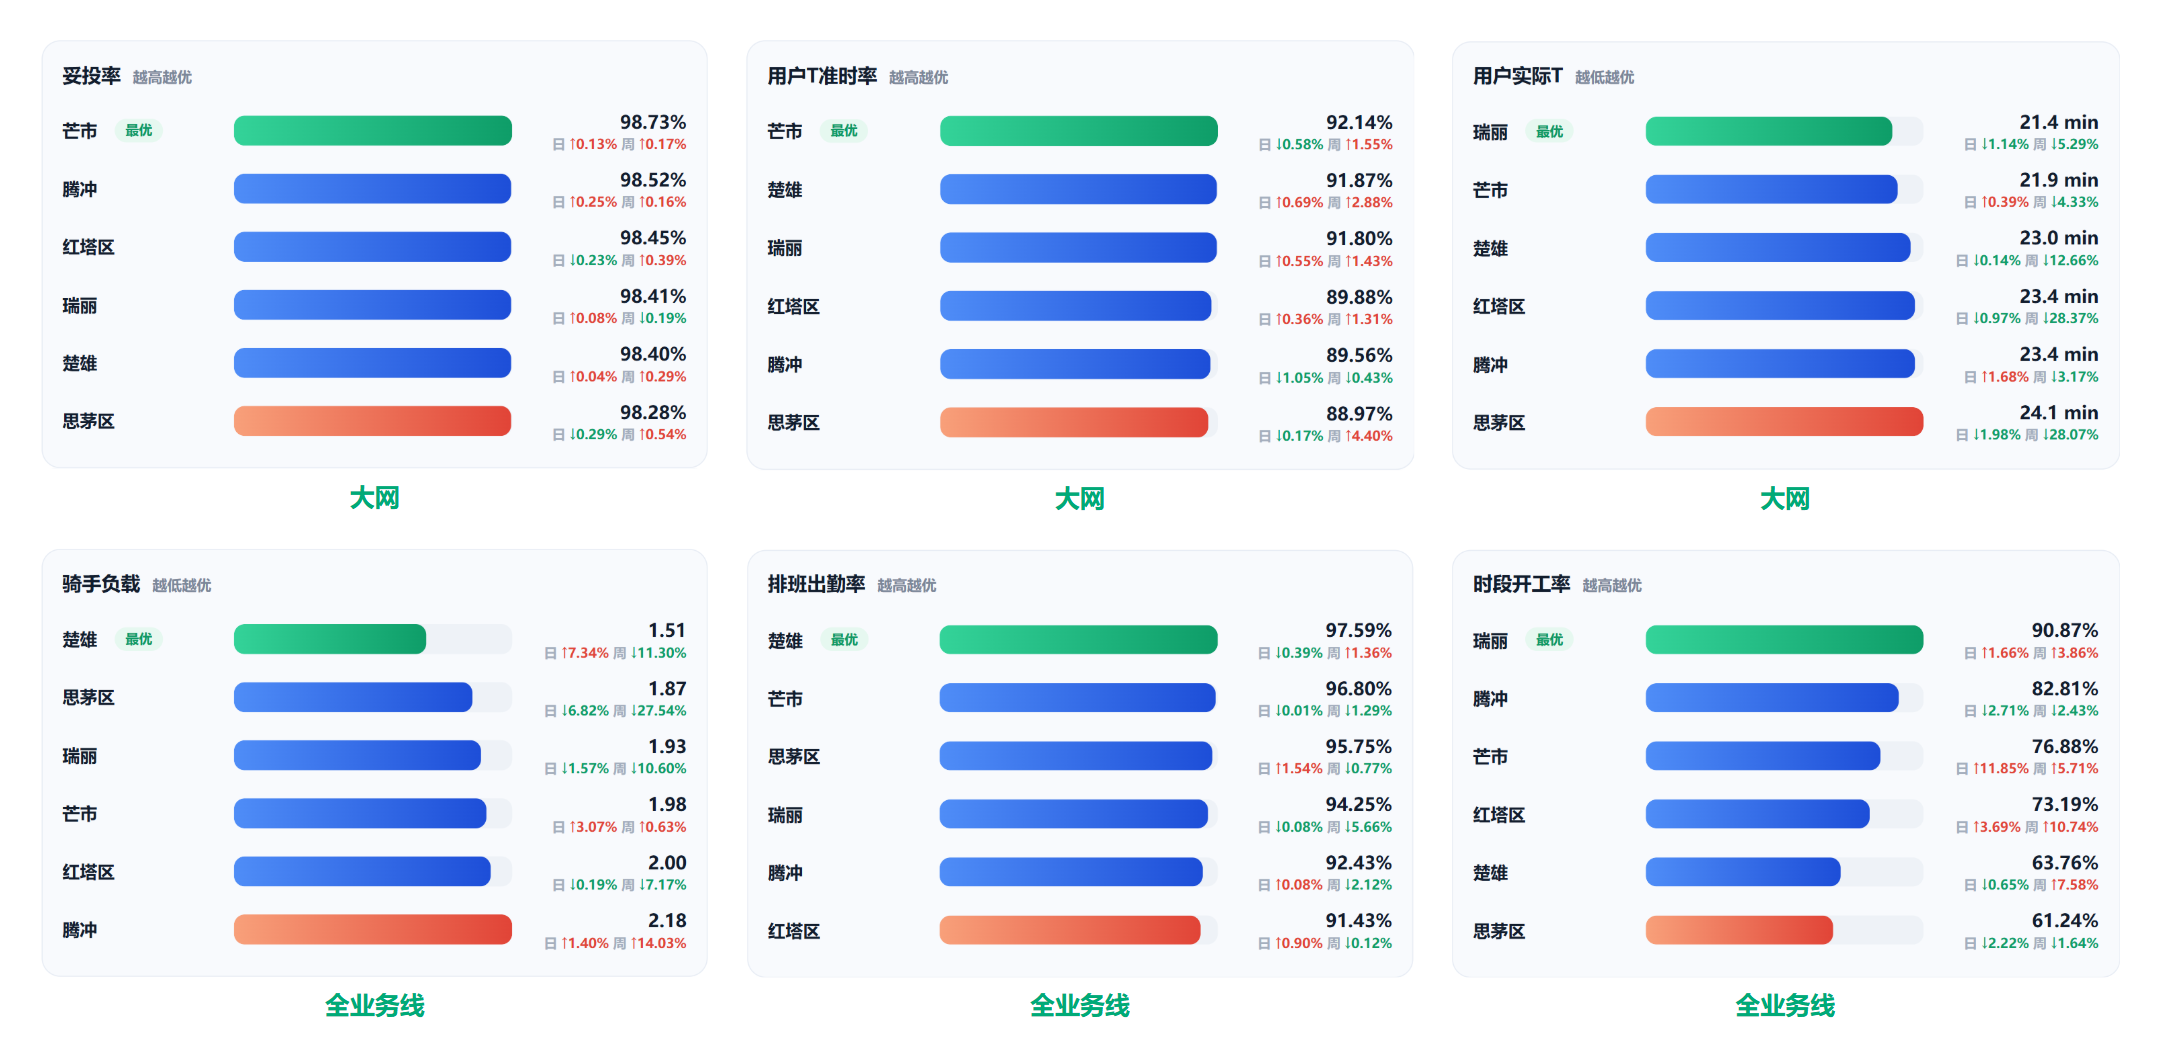 妥投率 越高越优
芒市 最优 98.73%
日 ↑0.13% 周 ↑0.17%
腾冲 98.52%
日 ↑0.25% 周 ↑0.16%
红塔区 98.45%
日 ↓0.23% 周 ↑0.39%
瑞丽 98.41%
日 ↑0.08% 周 ↓0.19%
楚雄 98.40%
日 ↑0.04% 周 ↑0.29%
思茅区 98.28%
日 ↓0.29% 周 ↑0.54%
大网
用户T准时率 越高越优
芒市 最优 92.14%
日 ↓0.58% 周 ↑1.55%
楚雄 91.87%
日 ↑0.69% 周 ↑2.88%
瑞丽 91.80%
日 ↑0.55% 周 ↑1.43%
红塔区 89.88%
日 ↑0.36% 周 ↑1.31%
腾冲 89.56%
日 ↓1.05% 周 ↓0.43%
思茅区 88.97%
日 ↓0.17% 周 ↑4.40%
大网
用户实际T 越低越优
瑞丽 最优 21.4 min
日 ↓1.14% 周 ↓5.29%
芒市 21.9 min
日 ↑0.39% 周 ↓4.33%
楚雄 23.0 min
日 ↓0.14% 周 ↓12.66%
红塔区 23.4 min
日 ↓0.97% 周 ↓28.37%
腾冲 23.4 min
日 ↑1.68% 周 ↓3.17%
思茅区 24.1 min
日 ↓1.98% 周 ↓28.07%
大网
骑手负载 越低越优
楚雄 最优 1.51
日 ↑7.34% 周 ↓11.30%
思茅区 1.87
日 ↓6.82% 周 ↓27.54%
瑞丽 1.93
日 ↓1.57% 周 ↓10.60%
芒市 1.98
日 ↑3.07% 周 ↑0.63%
红塔区 2.00
日 ↓0.19% 周 ↓7.17%
腾冲 2.18
日 ↑1.40% 周 ↑14.03%
全业务线
排班出勤率 越高越优
楚雄 最优 97.59%
日 ↓0.39% 周 ↑1.36%
芒市 96.80%
日 ↓0.01% 周 ↓1.29%
思茅区 95.75%
日 ↑1.54% 周 ↓0.77%
瑞丽 94.25%
日 ↓0.08% 周 ↓5.66%
腾冲 92.43%
日 ↑0.08% 周 ↓2.12%
红塔区 91.43%
日 ↑0.90% 周 ↓0.12%
全业务线
时段开工率 越高越优
瑞丽 最优 90.87%
日 ↑1.66% 周 ↑3.86%
腾冲 82.81%
日 ↓2.71% 周 ↓2.43%
芒市 76.88%
日 ↑11.85% 周 ↑5.71%
红塔区 73.19%
日 ↑3.69% 周 ↑10.74%
楚雄 63.76%
日 ↓0.65% 周 ↑7.58%
思茅区 61.24%
日 ↓2.22% 周 ↓1.64%
全业务线